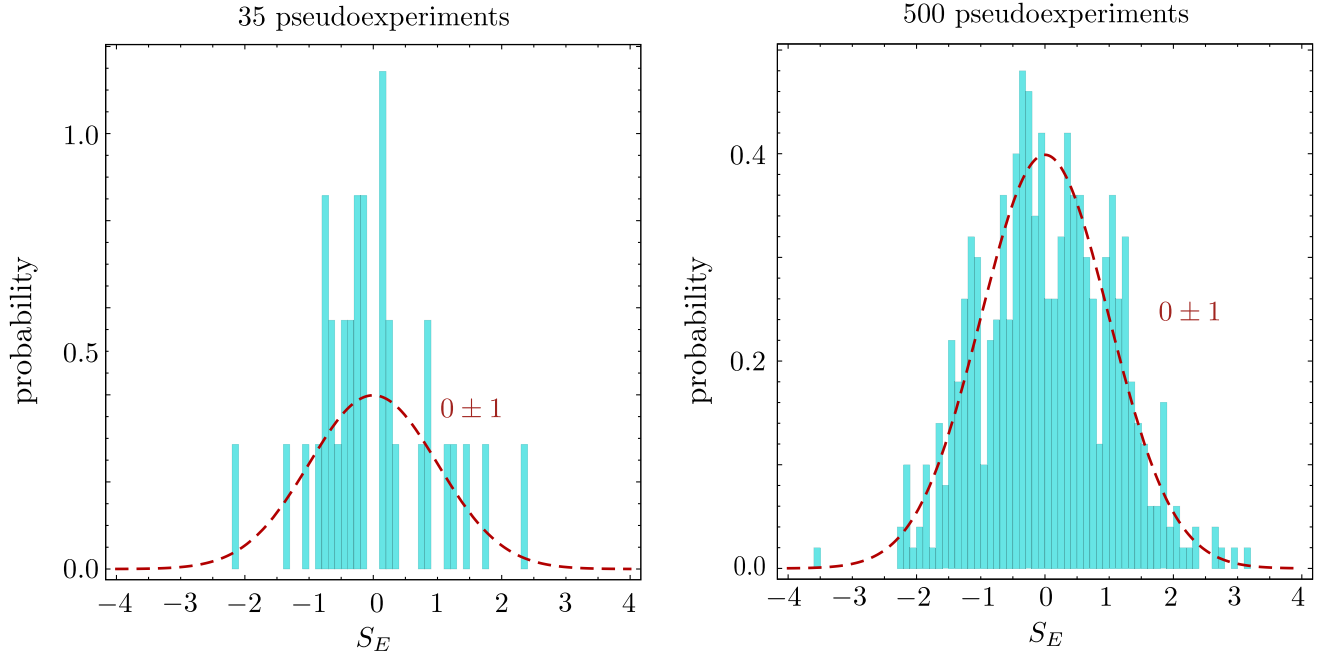 35 pseudoexperiments
probability
1.0
0.5
0.0
0 ± 1
−4 −3 −2 −1 0 1 2 3 4
S_E
500 pseudoexperiments
probability
0.4
0.2
0.0
0 ± 1
−4 −3 −2 −1 0 1 2 3 4
S_E